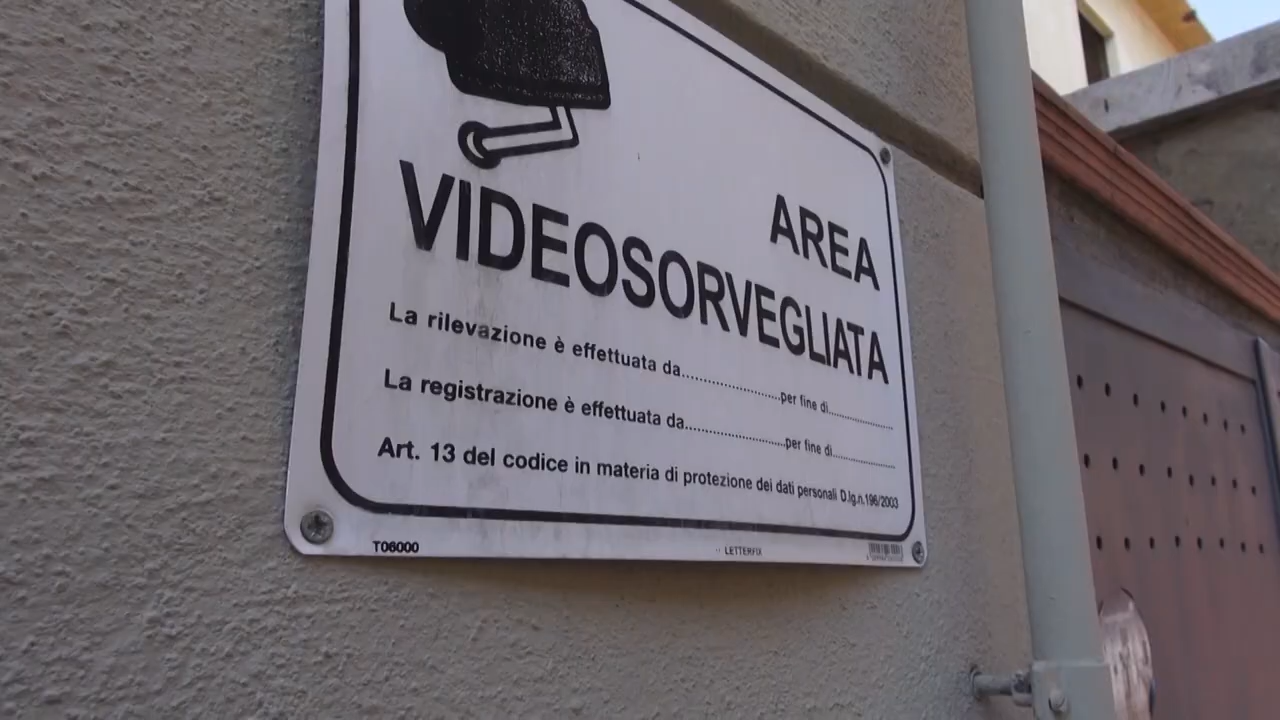 AREA
VIDEOSORVEGLIATA
La rilevazione è effettuata da........................per fine di..................
La registrazione è effettuata da........................per fine di..................
Art. 13 del codice in materia di protezione dei dati personali D.lg.n.196/2003
T06000 LETTERFIX